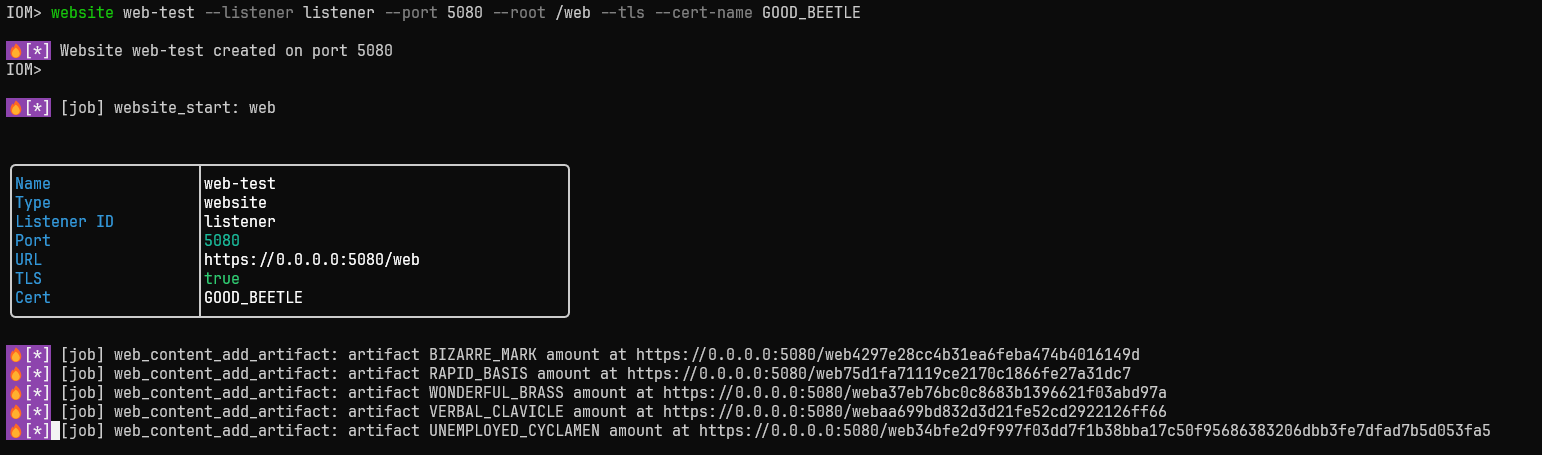 IOM> website web-test --listener listener --port 5080 --root /web --tls --cert-name GOOD_BEETLE
🔥[*] Website web-test created on port 5080
IOM>
🔥[*] [job] website_start: web
Name web-test
Type website
Listener ID listener
Port 5080
URL https://0.0.0.0:5080/web
TLS true
Cert GOOD_BEETLE
🔥[*] [job] web_content_add_artifact: artifact BIZARRE_MARK amount at https://0.0.0.0:5080/web4297e28cc4b31ea6feba474b4016149d
🔥[*] [job] web_content_add_artifact: artifact RAPID_BASIS amount at https://0.0.0.0:5080/web75d1fa71119ce2170c1866fe27a31dc7
🔥[*] [job] web_content_add_artifact: artifact WONDERFUL_BRASS amount at https://0.0.0.0:5080/weba37eb76bc0c8683b1396621f03abd97a
🔥[*] [job] web_content_add_artifact: artifact VERBAL_CLAVICLE amount at https://0.0.0.0:5080/webaa699bd832d3d21fe52cd2922126ff66
🔥[*] [job] web_content_add_artifact: artifact UNEMPLOYED_CYCLAMEN amount at https://0.0.0.0:5080/web34bfe2d9f997f03dd7f1b38bba17c50f95686383206dbb3fe7dfad7b5d053fa5